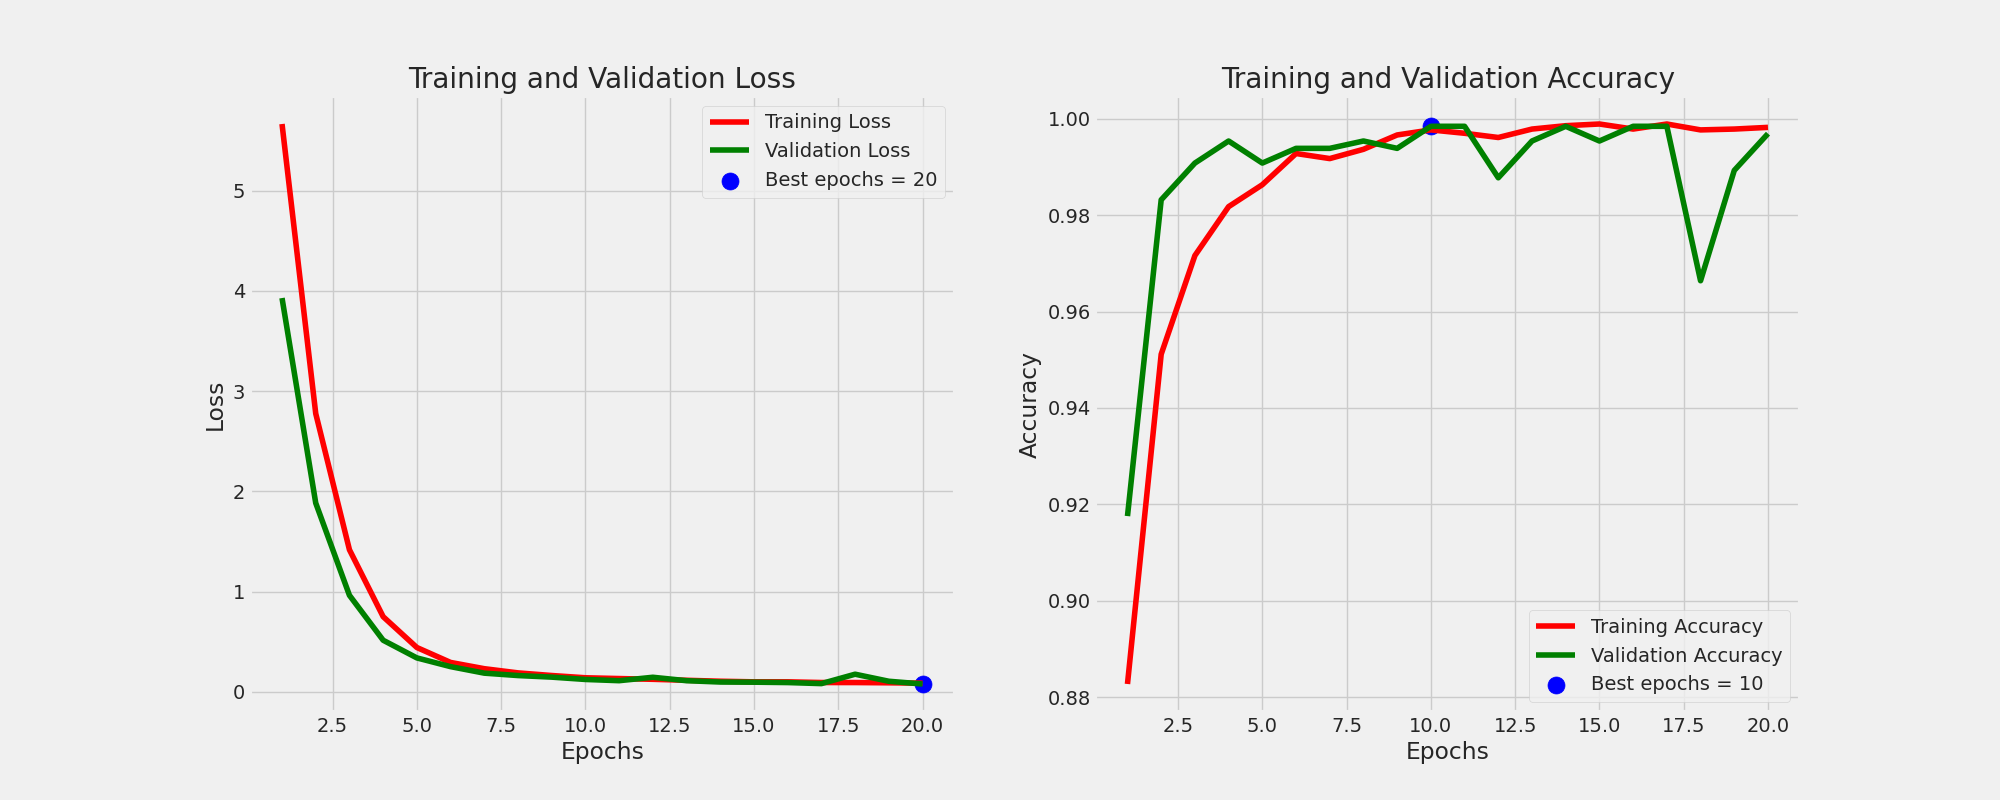 Training and Validation Loss
Training Loss
Validation Loss
Best epochs = 20
5
4
3
2
1
0
Loss
2.5 5.0 7.5 10.0 12.5 15.0 17.5 20.0
Epochs
Training and Validation Accuracy
1.00
0.98
0.96
0.94
0.92
0.90
0.88
Accuracy
Training Accuracy
Validation Accuracy
Best epochs = 10
2.5 5.0 7.5 10.0 12.5 15.0 17.5 20.0
Epochs